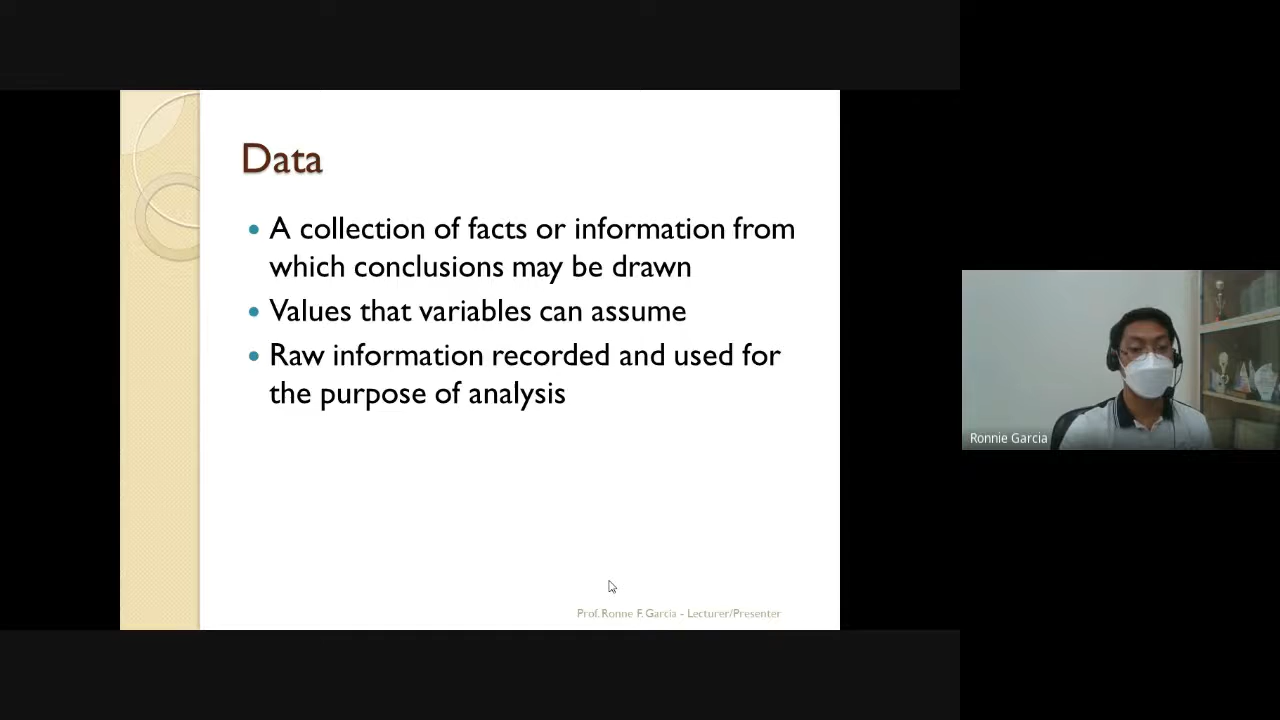 Data
• A collection of facts or information from
which conclusions may be drawn
• Values that variables can assume
• Raw information recorded and used for
the purpose of analysis
Prof. Ronne F. Garcia - Lecturer/Presenter
Ronnie Garcia